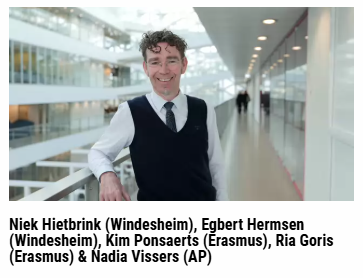 Niek Hietbrink (Windesheim), Egbert Hermsen
(Windesheim), Kim Ponsaerts (Erasmus), Ria Goris
(Erasmus) & Nadia Vissers (AP)